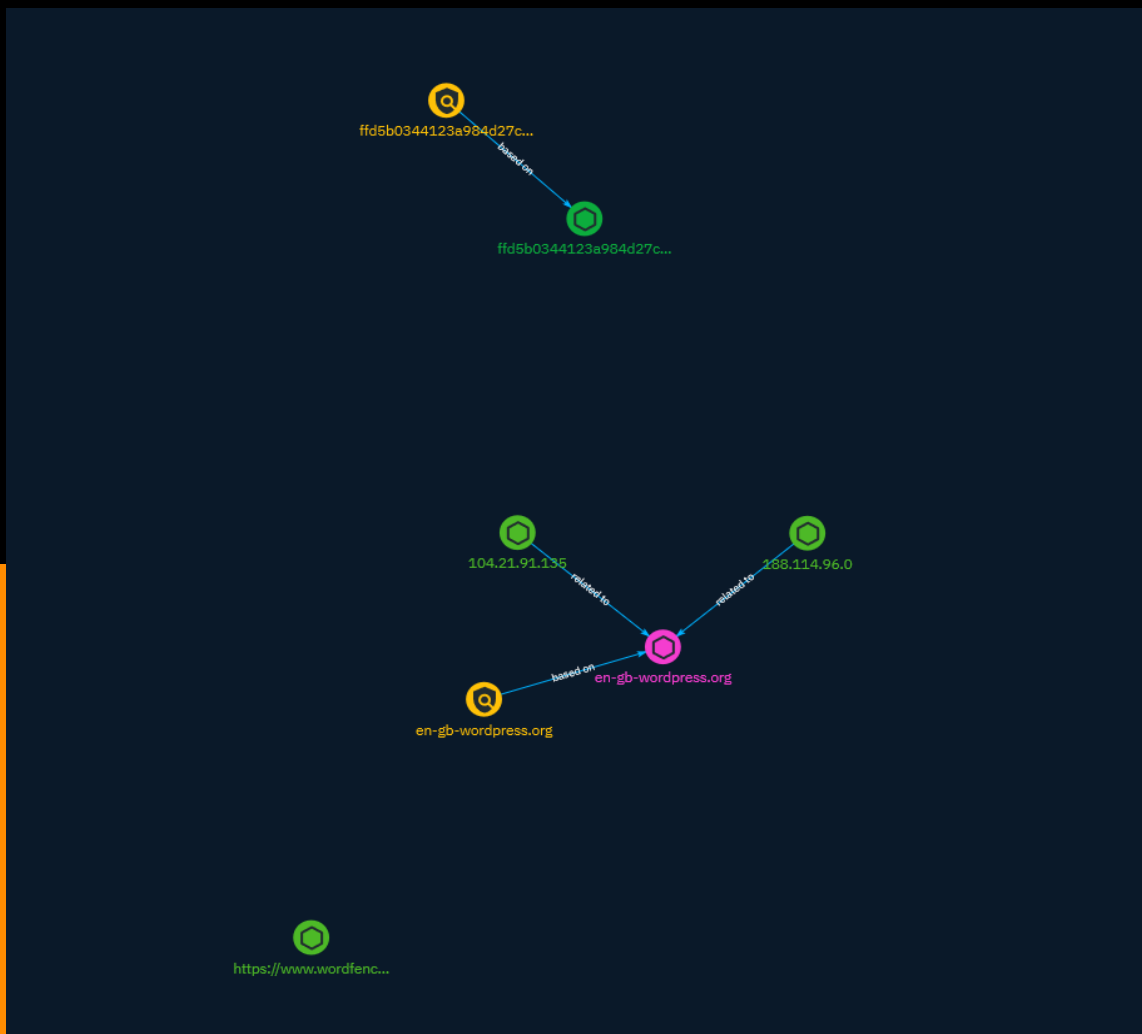 ffd5b0344123a984d27c...
based on
ffd5b0344123a984d27c...
104.21.91.135
188.114.96.0
related to
related to
based on
en-gb-wordpress.org
en-gb-wordpress.org
https://www.wordfenc...